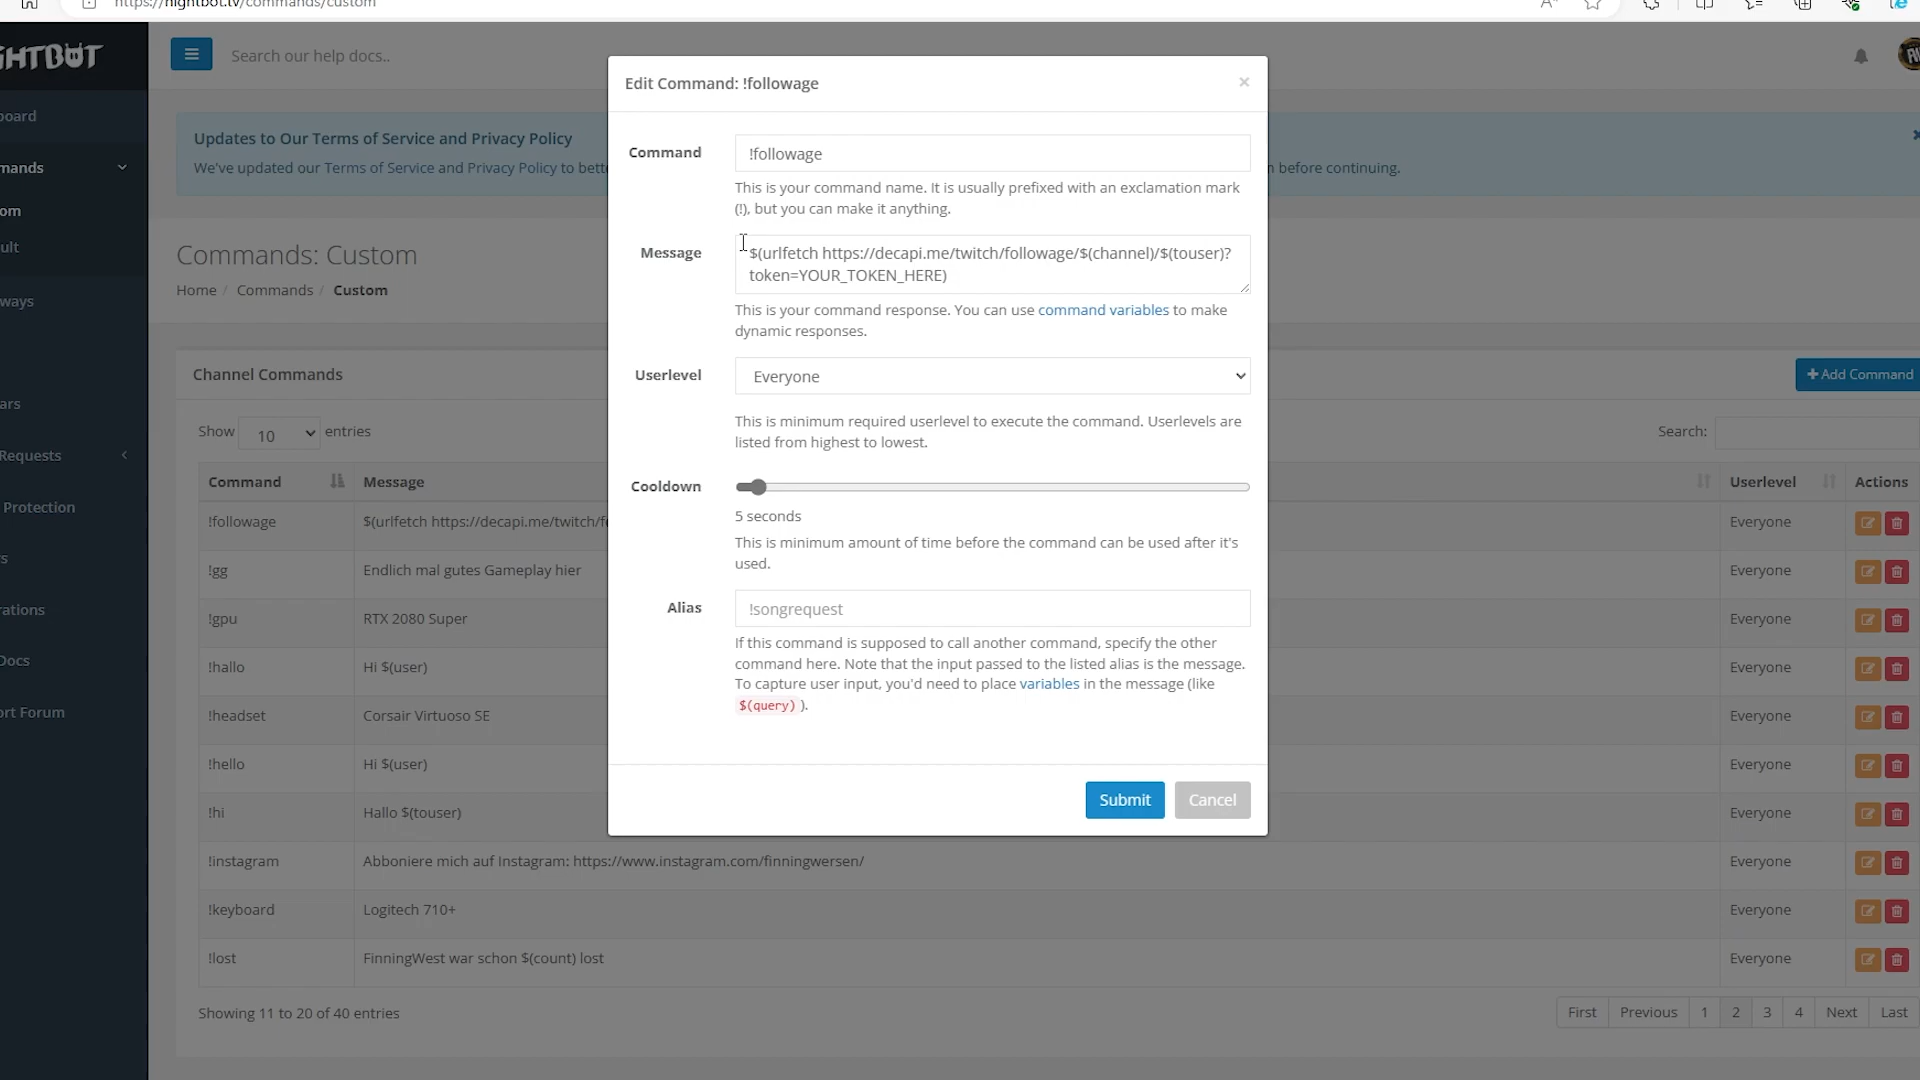 https://nightbot.tv/commands/custom
GHTBOT
Search our help docs..
Edit Command: !followage
×
oard
mands
om
ult
ways
ars
Requests
Protection
s
rations
Docs
ort Forum
Updates to Our Terms of Service and Privacy Policy
We've updated our Terms of Service and Privacy Policy to bette
before continuing.
Commands: Custom
Home / Commands / Custom
Command
!followage
This is your command name. It is usually prefixed with an exclamation mark
(!), but you can make it anything.
Message
$(urlfetch https://decapi.me/twitch/followage/$(channel)/$(touser)?
token=YOUR_TOKEN_HERE)
This is your command response. You can use command variables to make
dynamic responses.
Userlevel
Everyone
This is minimum required userlevel to execute the command. Userlevels are
listed from highest to lowest.
Cooldown
5 seconds
This is minimum amount of time before the command can be used after it's
used.
Alias
!songrequest
If this command is supposed to call another command, specify the other
command here. Note that the input passed to the listed alias is the message.
To capture user input, you'd need to place variables in the message (like
$(query) ).
Submit
Cancel
Channel Commands
+ Add Command
Show 10 entries
Search:
Command Message Userlevel Actions
!followage $(urlfetch https://decapi.me/twitch/f Everyone
!gg Endlich mal gutes Gameplay hier Everyone
!gpu RTX 2080 Super Everyone
!hallo Hi $(user) Everyone
!headset Corsair Virtuoso SE Everyone
!hello Hi $(user) Everyone
!hi Hallo $(touser) Everyone
!instagram Abboniere mich auf Instagram: https://www.instagram.com/finningwersen/ Everyone
!keyboard Logitech 710+ Everyone
!lost FinningWest war schon $(count) lost Everyone
Showing 11 to 20 of 40 entries
First Previous 1 2 3 4 Next Last